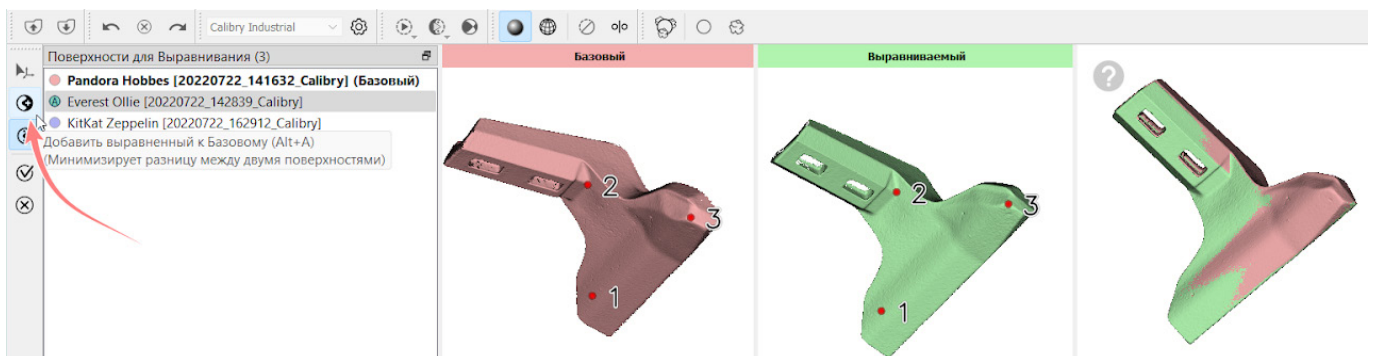 Calibry Industrial
Поверхности для Выравнивания (3)
Pandora Hobbes [20220722_141632_Calibry] (Базовый)
A Everest Ollie [20220722_142839_Calibry]
KitKat Zeppelin [20220722_162912_Calibry]
Добавить выравненный к Базовому (Alt+A)
(Минимизирует разницу между двумя поверхностями)
Базовый
2
3
1
Выравниваемый
2
3
1
?